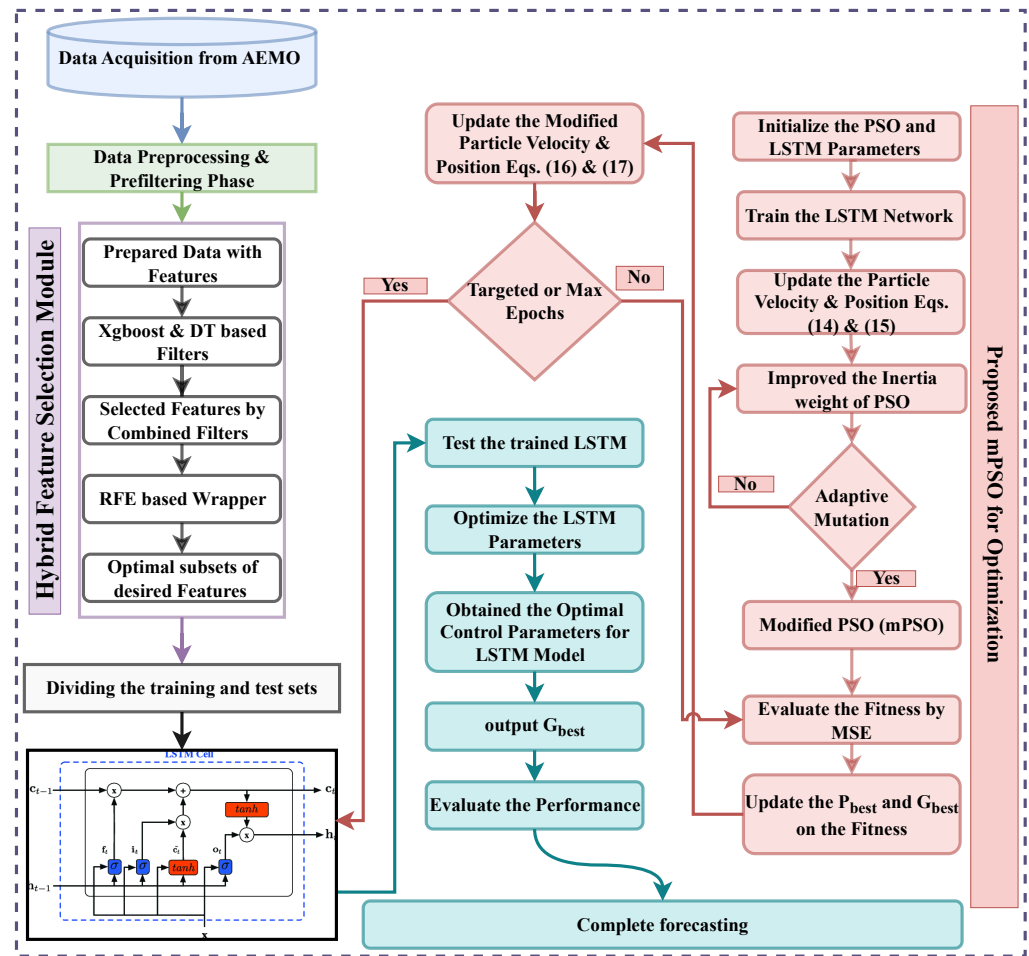 Data Acquisition from AEMO
Data Preprocessing &
Prefiltering Phase
Hybrid Feature Selection Module
Prepared Data with
Features
Xgboost & DT based
Filters
Selected Features by
Combined Filters
RFE based Wrapper
Optimal subsets of
desired Features
Dividing the training and test sets
LSTM Cell
c_{t-1}
x
+
c_t
tanh
x
x
h_t
f_t
i_t
c̃_t
o_t
σ
σ
tanh
σ
h_{t-1}
x
Update the Modified
Particle Velocity &
Position Eqs. (16) & (17)
Yes
No
Targeted or Max
Epochs
Test the trained LSTM
Optimize the LSTM
Parameters
Obtained the Optimal
Control Parameters for
LSTM Model
output G_best
Evaluate the Performance
Complete forecasting
Initialize the PSO and
LSTM Parameters
Train the LSTM Network
Update the Particle
Velocity & Position Eqs.
(14) & (15)
Improved the Inertia
weight of PSO
No
Adaptive
Mutation
Yes
Modified PSO (mPSO)
Evaluate the Fitness by
MSE
Update the P_best and G_best
on the Fitness
Proposed mPSO for Optimization